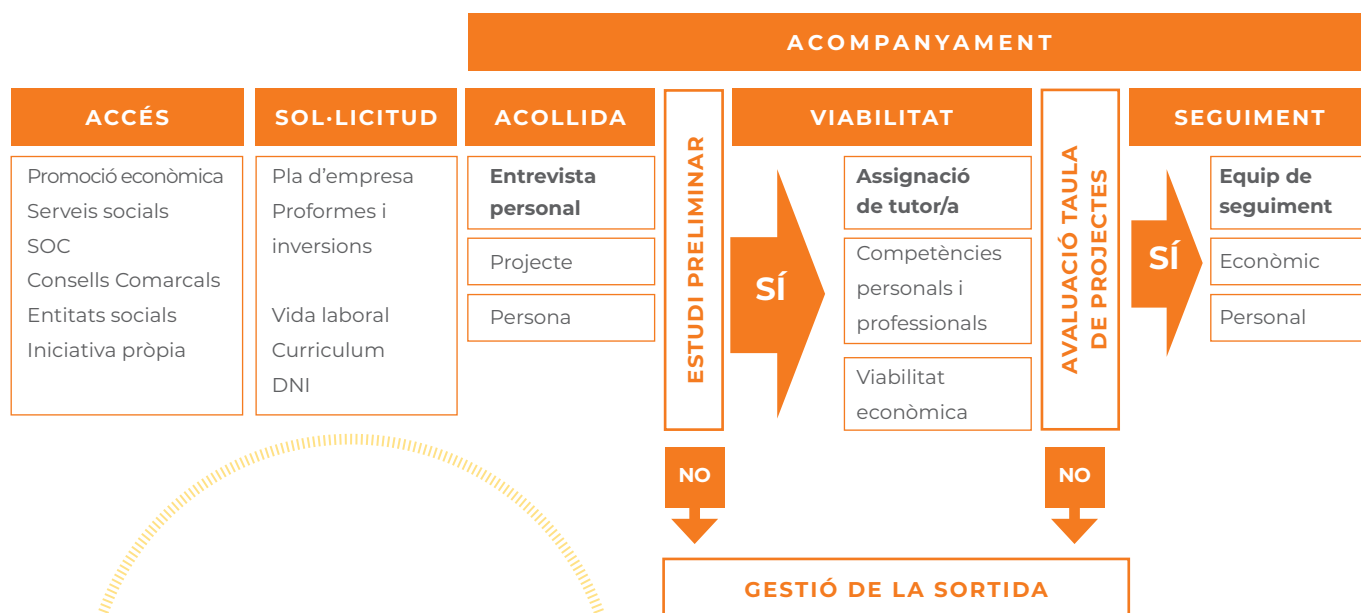 ACOMPANYAMENT
ACCÉS
Promoció econòmica
Serveis socials
SOC
Consells Comarcals
Entitats socials
Iniciativa pròpia
SOL·LICITUD
Pla d’empresa
Proformes i
inversions
Vida laboral
Curriculum
DNI
ACOLLIDA
Entrevista
personal
Projecte
Persona
ESTUDI PRELIMINAR
SÍ
NO
VIABILITAT
Assignació
de tutor/a
Competències
personals i
professionals
Viabilitat
econòmica
AVALUACIÓ TAULA
DE PROJECTES
SÍ
NO
SEGUIMENT
Equip de
seguiment
Econòmic
Personal
GESTIÓ DE LA SORTIDA